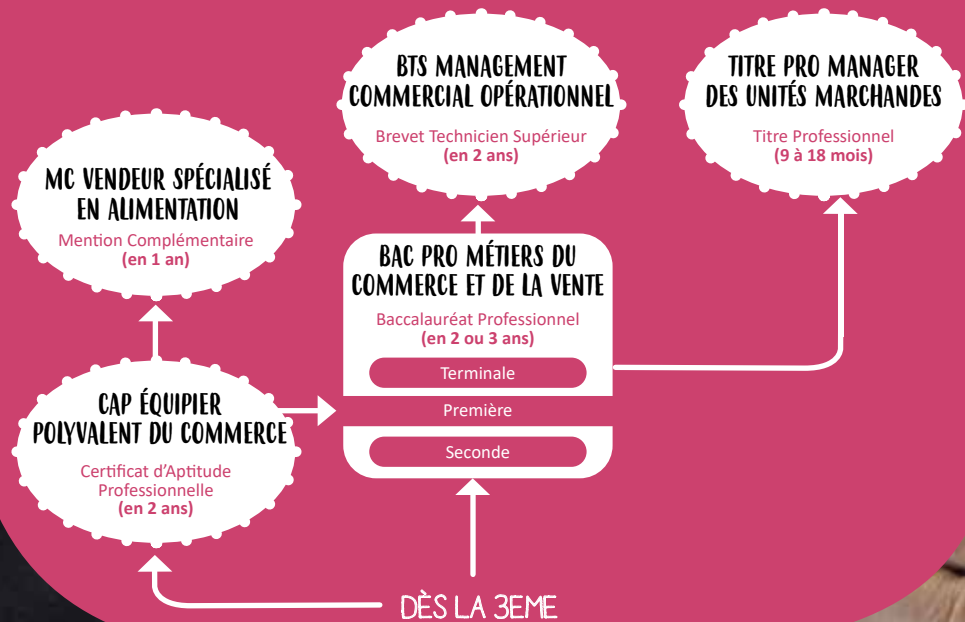 BTS MANAGEMENT
COMMERCIAL OPÉRATIONNEL
Brevet Technicien Supérieur
(en 2 ans)
TITRE PRO MANAGER
DES UNITÉS MARCHANDES
Titre Professionnel
(9 à 18 mois)
MC VENDEUR SPÉCIALISÉ
EN ALIMENTATION
Mention Complémentaire
(en 1 an)
BAC PRO MÉTIERS DU
COMMERCE ET DE LA VENTE
Baccalauréat Professionnel
(en 2 ou 3 ans)
Terminale
Première
Seconde
CAP ÉQUIPIER
POLYVALENT DU COMMERCE
Certificat d'Aptitude
Professionnelle
(en 2 ans)
DÈS LA 3EME